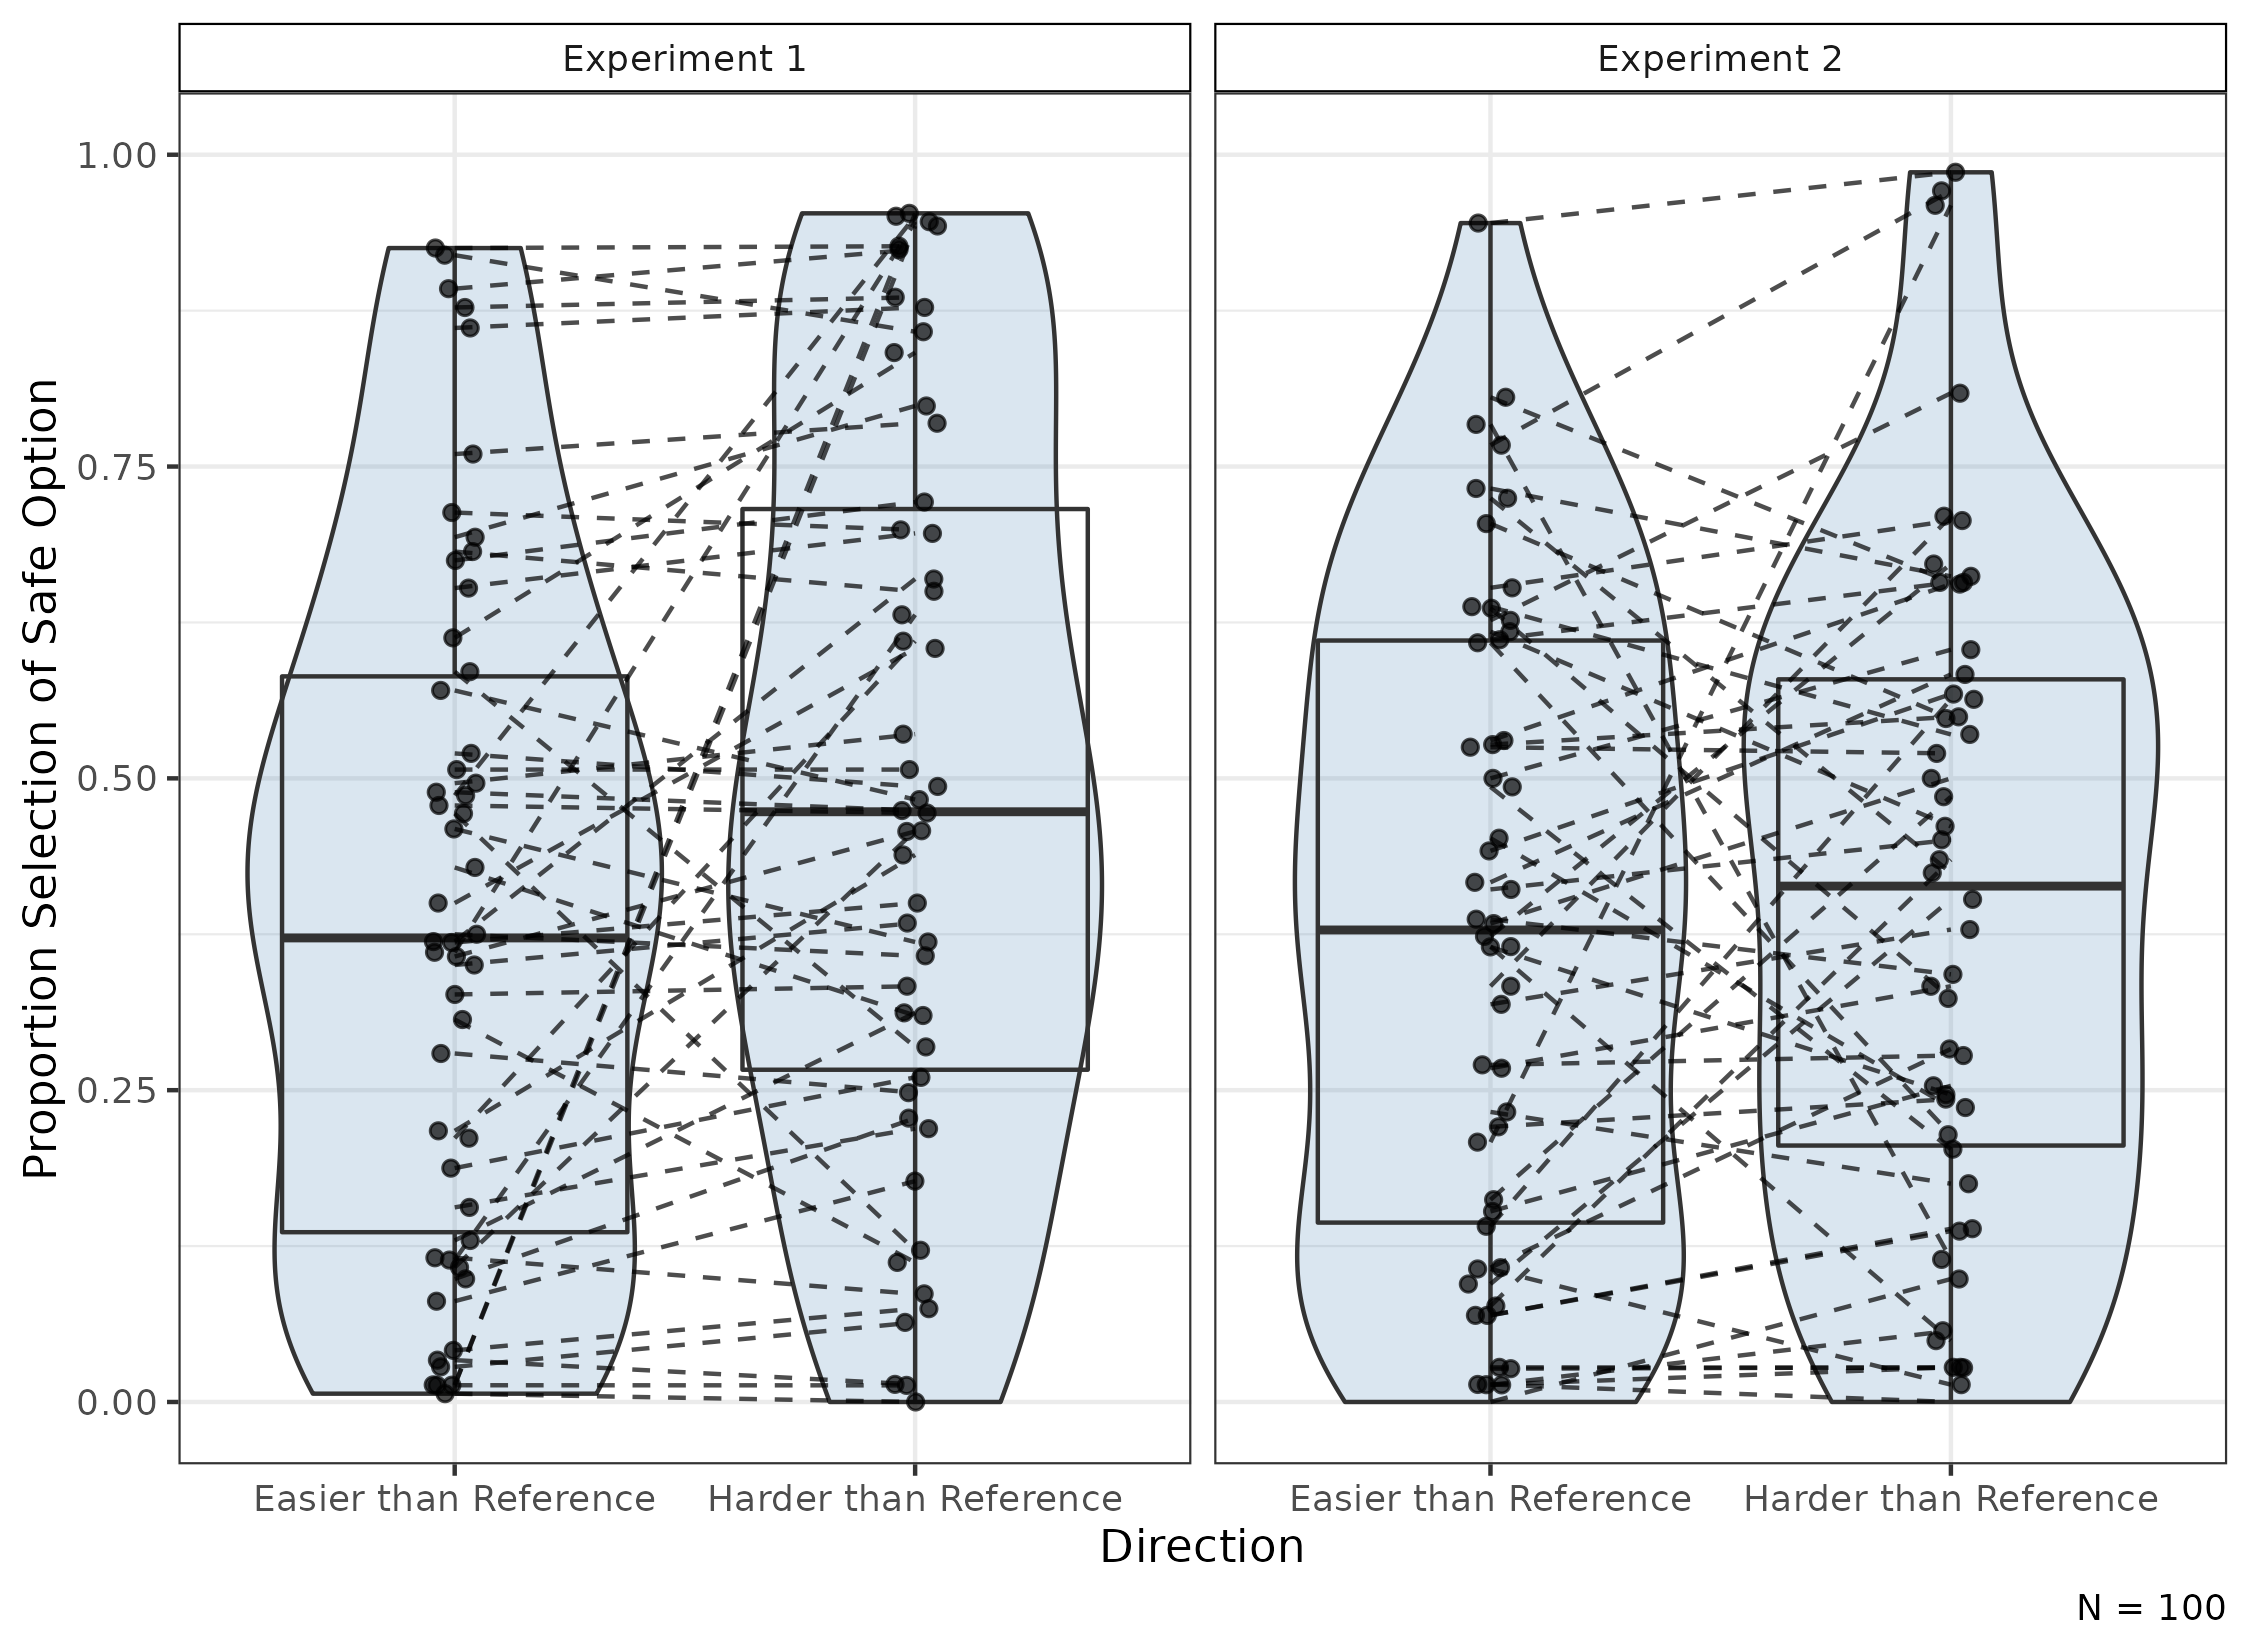 Experiment 1
Experiment 2
Proportion Selection of Safe Option
1.00
0.75
0.50
0.25
0.00
Easier than Reference
Harder than Reference
Easier than Reference
Harder than Reference
Direction
N = 100